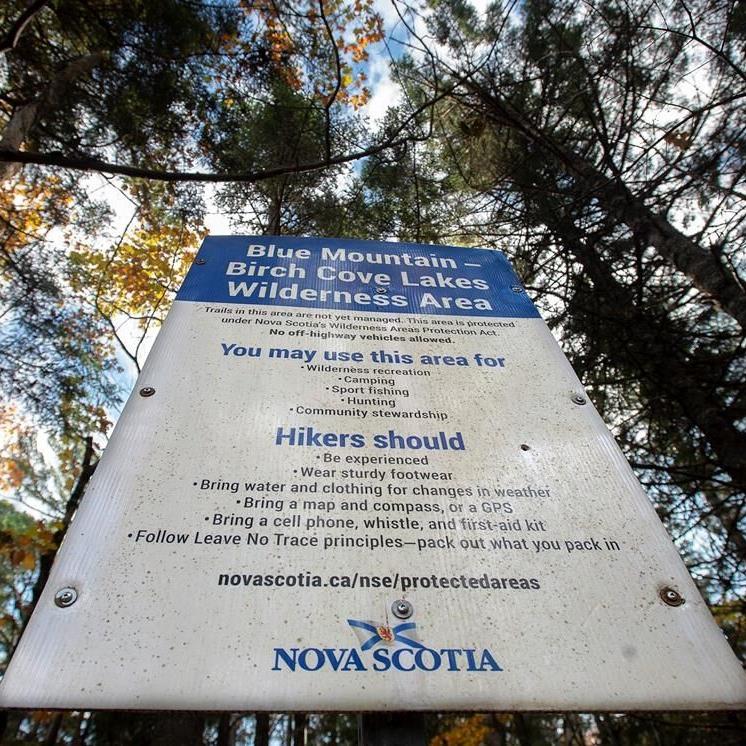 Blue Mountain –
Birch Cove Lakes
Wilderness Area
Trails in this area are not yet managed. This area is protected
under Nova Scotia's Wilderness Areas Protection Act.
No off-highway vehicles allowed.
You may use this area for
•Wilderness recreation
•Camping
•Sport fishing
•Hunting
•Community stewardship
Hikers should
•Be experienced
•Wear sturdy footwear
•Bring water and clothing for changes in weather
•Bring a map and compass, or a GPS
•Bring a cell phone, whistle, and first-aid kit
•Follow Leave No Trace principles—pack out what you pack in
novascotia.ca/nse/protectedareas
NOVA SCOTIA